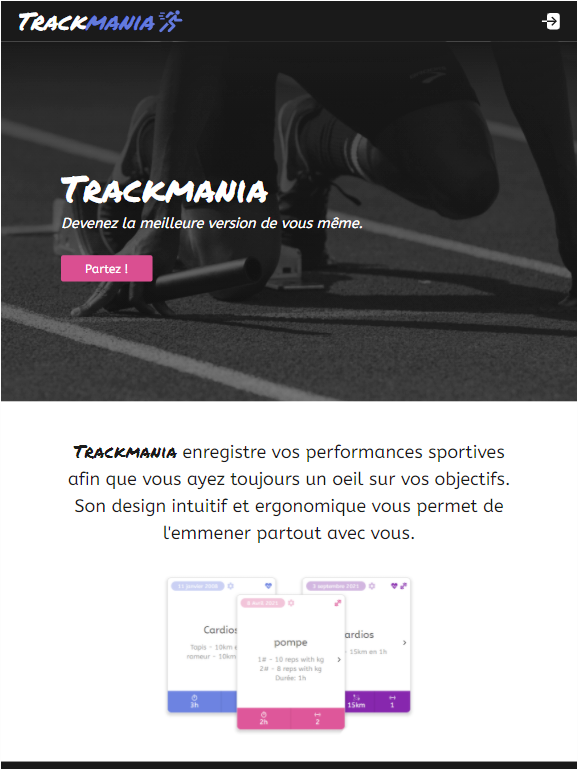 Trackmania
Trackmania
Devenez la meilleure version de vous même.
Partez !
Trackmania enregistre vos performances sportives
afin que vous ayez toujours un oeil sur vos objectifs.
Son design intuitif et ergonomique vous permet de
l'emmener partout avec vous.
11 janvier 2020
Cardios
Tapis - 10km e
rameur - 10km
3h
6 Avril 2021
pompe
1# - 10 reps with kg
2# - 8 reps with kg
Durée: 1h
2h
2
3 septembre 2021
ardios
- 15km en 1h
15km
1